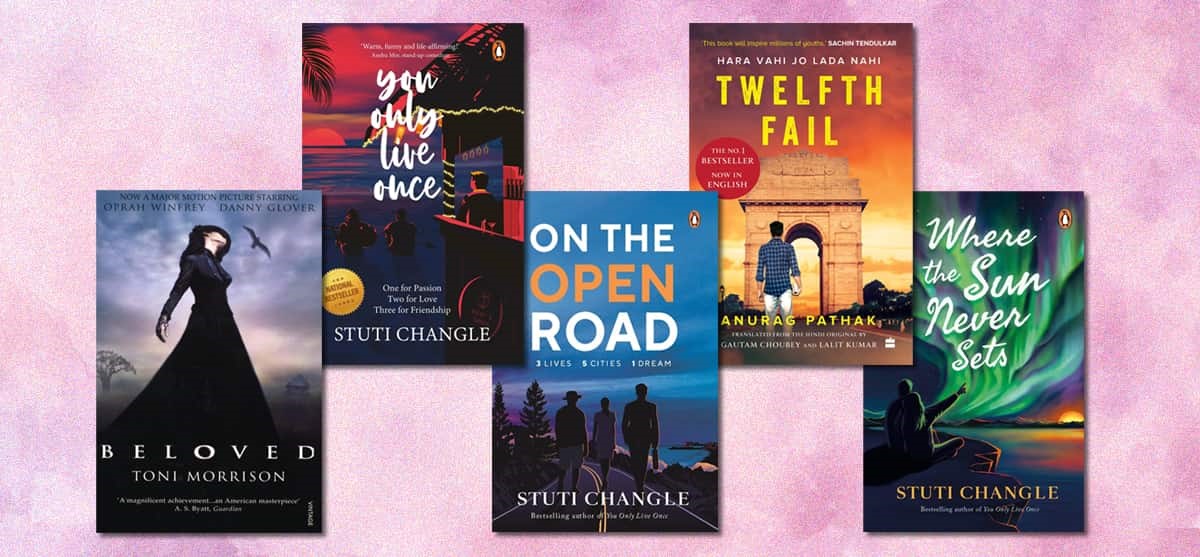 NOW A MAJOR MOTION PICTURE STARRING
OPRAH WINFREY DANNY GLOVER
BELOVED
TONI MORRISON
'A magnificent achievement...an American masterpiece'
A. S. Byatt, Guardian
VINTAGE
'Warm, funny and life-affirming!'
stand-up
you
only
live
once
NATIONAL
BESTSELLER
One for Passion
Two for Love
Three for Friendship
STUTI CHANGLE
ON THE
OPEN
ROAD
3 LIVES 5 CITIES 1 DREAM
STUTI CHANGLE
Bestselling author of You Only Live Once
'This book will inspire millions of youths.' SACHIN TENDULKAR
HARA VAHI JO LADA NAHI
TWELFTH
FAIL
THE NO.1
BESTSELLER
NOW IN
ENGLISH
ANURAG PATHAK
TRANSLATED FROM THE HINDI ORIGINAL BY
GAUTAM CHOUBEY AND LALIT KUMAR
Where
the Sun
Never
Sets
STUTI CHANGLE
Bestselling author of You Only Live Once